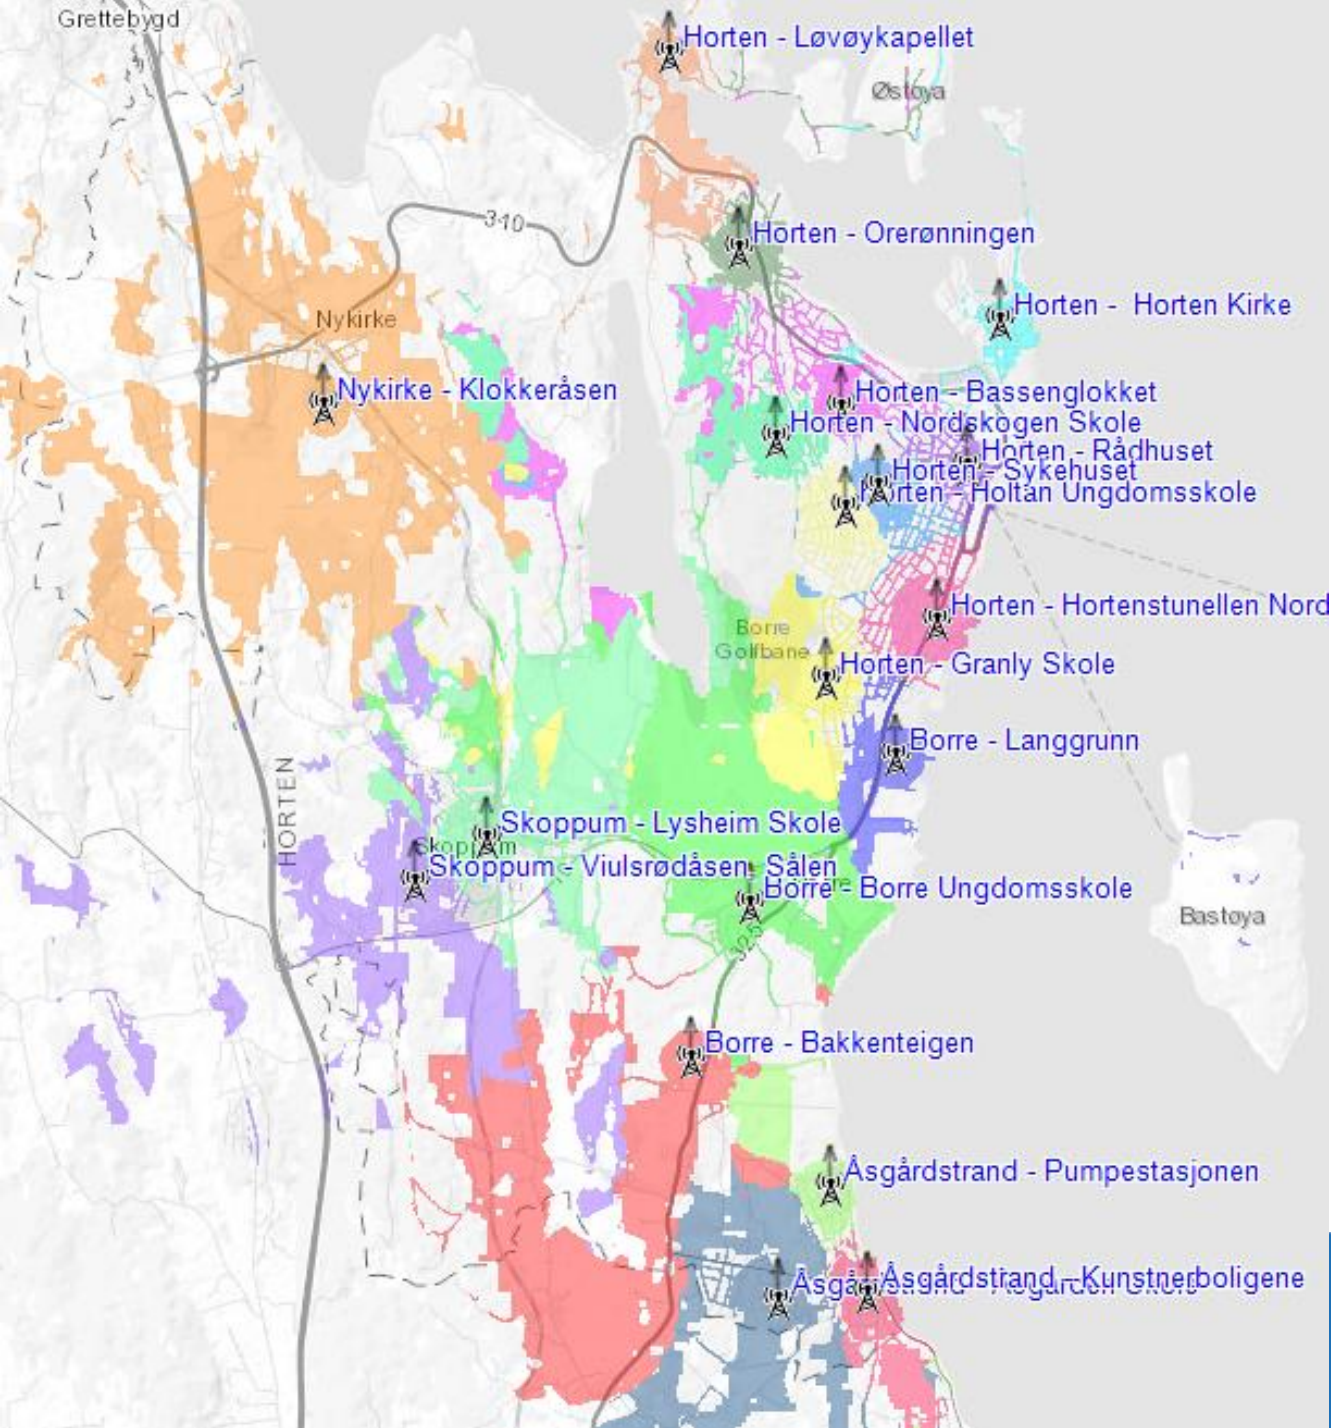 Grettebygd
Horten - Løvøykapellet
Østøya
310
Horten - Orerønningen
Horten - Horten Kirke
Nykirke
Nykirke - Klokkeråsen
Horten - Bassenglokket
Horten - Nordskogen Skole
Horten - Rådhuset
Horten - Sykehuset
Horten - Holtan Ungdomsskole
Horten - Hortenstunellen Nord
Borre
Golfbane
Horten - Granly Skole
Borre - Langgrunn
HORTEN
Skoppum - Lysheim Skole
Skoppum
Skoppum - Viulsrødåsen, Sålen
Borre - Borre Ungdomsskole
Bastøya
325
Borre - Bakkenteigen
Åsgårdstrand - Pumpestasjonen
Åsgårdstrand - Kunstnerboligene